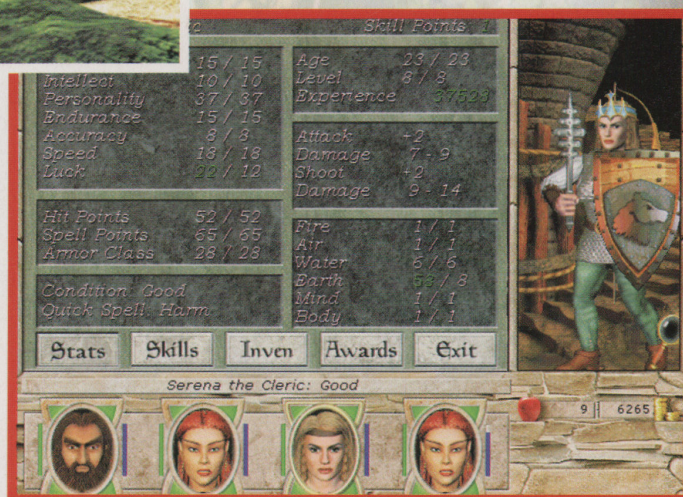 Skill Points 1
15 / 15
Intellect 10 / 10
Personality 37 / 37
Endurance 15 / 15
Accuracy 8 / 8
Speed 18 / 18
Luck 22 / 12
Age 23 / 23
Level 8 / 8
Experience 37528
Attack +2
Damage 7 - 9
Shoot +2
Damage 9 - 14
Hit Points 52 / 52
Spell Points 65 / 65
Armor Class 28 / 28
Fire 1 / 1
Air 1 / 1
Water 6 / 6
Earth / 8
Mind 1 / 1
Body 1 / 1
Condition: Good
Quick Spell: Harm
Stats Skills Inven Awards Exit
Serena the Cleric: Good
9 6265